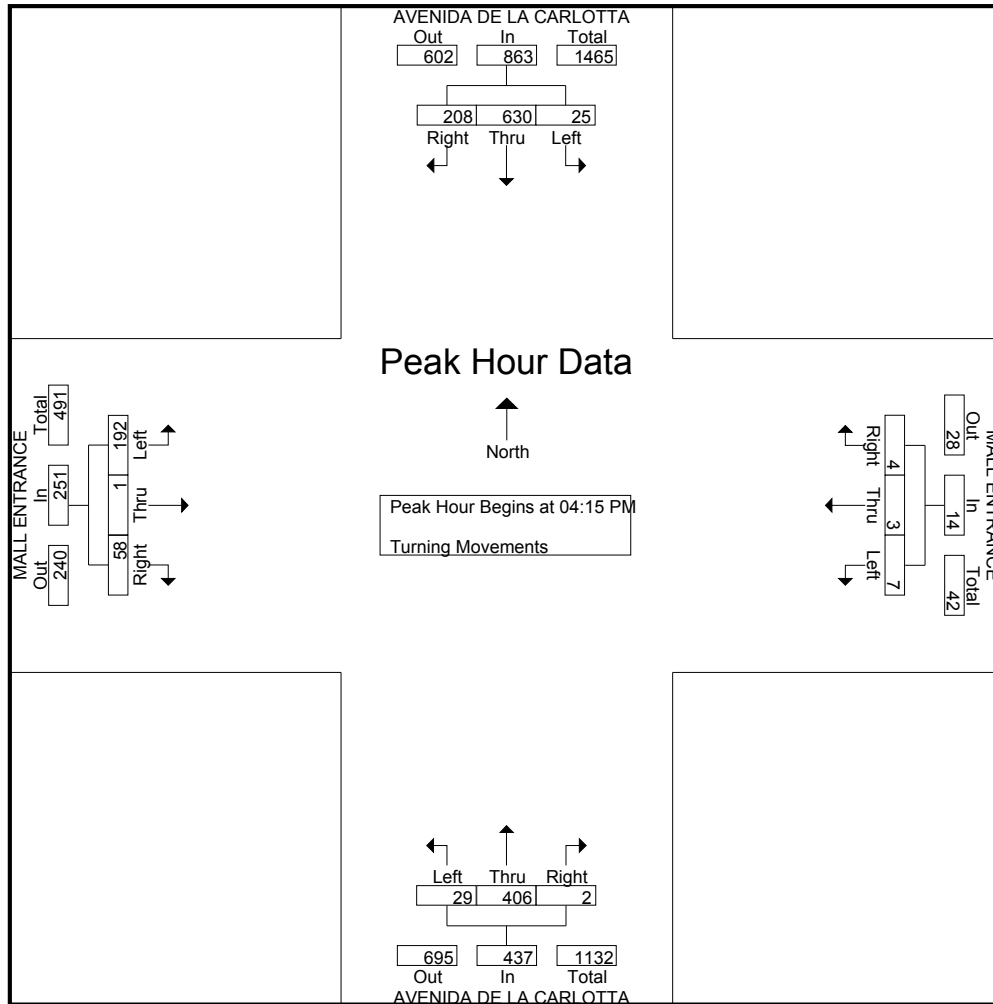 AVENIDA DE LA CARLOTTA
Out In Total
602 863 1465
208 630 25
Right Thru Left
Peak Hour Data
North
Peak Hour Begins at 04:15 PM
Turning Movements
MALL ENTRANCE
Out In Total
240 251 491
58 1 192
Right Thru Left
MALL ENTRANCE
Out In Total
28 14 42
4 3 7
Right Thru Left
Left Thru Right
29 406 2
695 437 1132
Out In Total
AVENIDA DE LA CARLOTTA